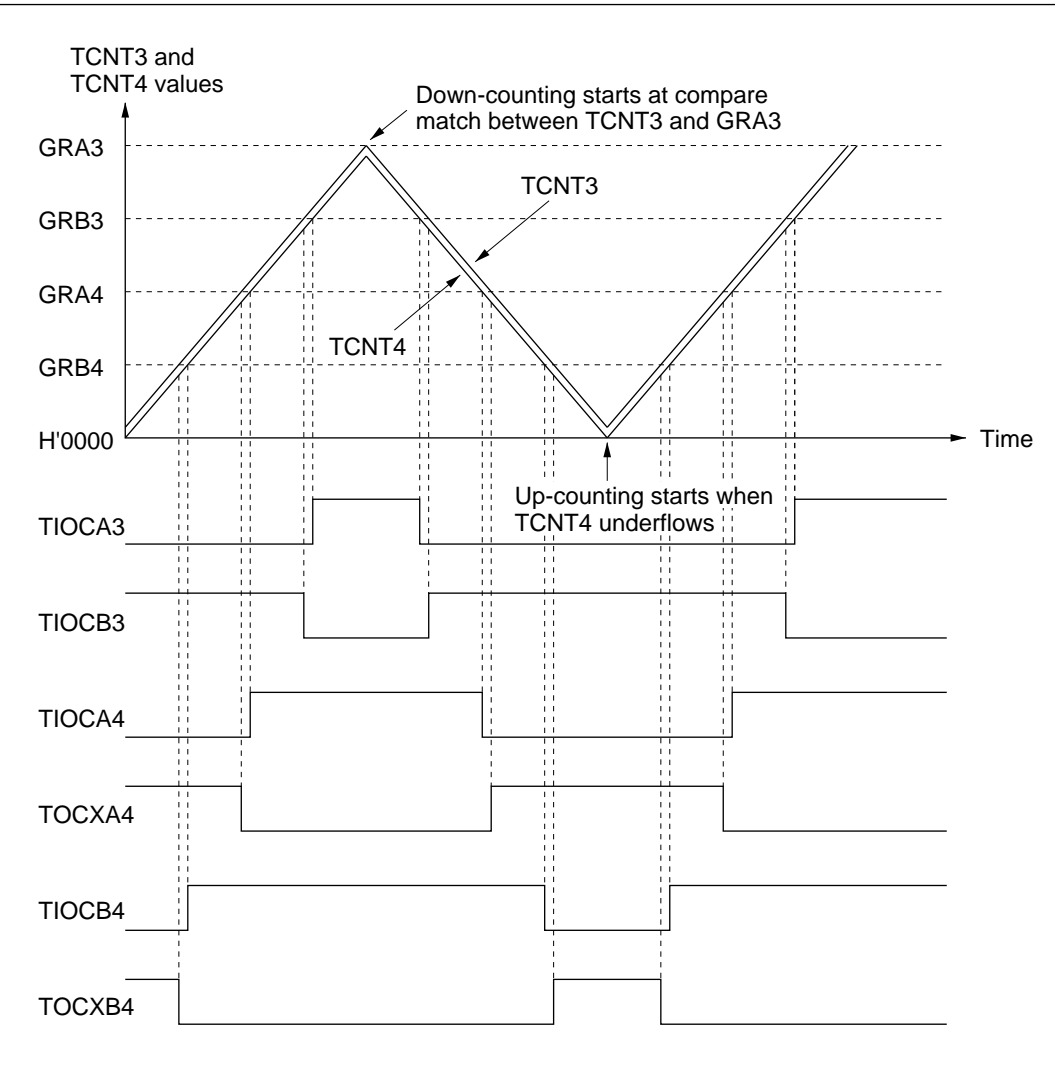 TCNT3 and
TCNT4 values
Down-counting starts at compare
match between TCNT3 and GRA3
GRA3
TCNT3
GRB3
GRA4
TCNT4
GRB4
H'0000
Time
Up-counting starts when
TCNT4 underflows
TIOCA3
TIOCB3
TIOCA4
TOCXA4
TIOCB4
TOCXB4